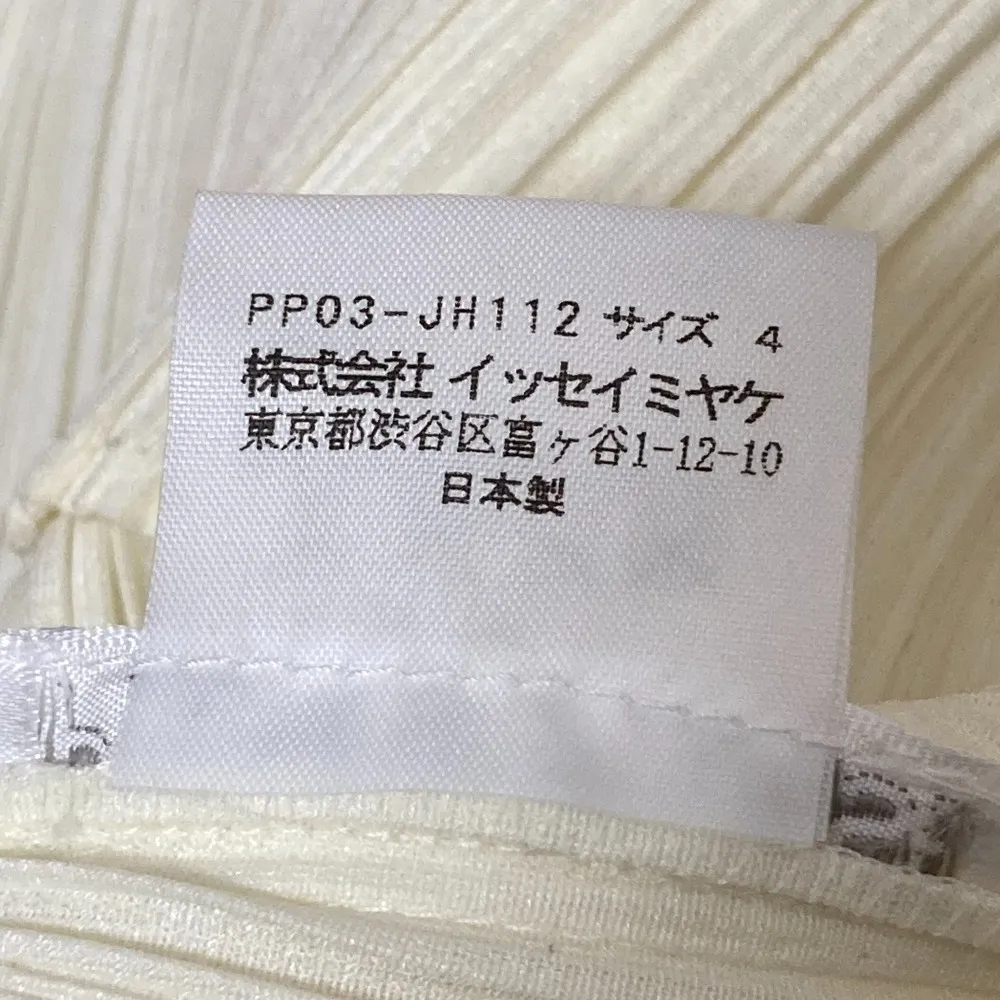 PP03-JH112 サイズ 4
株式会社 イッセイミヤケ
東京都渋谷区富ヶ谷1-12-10
日本製